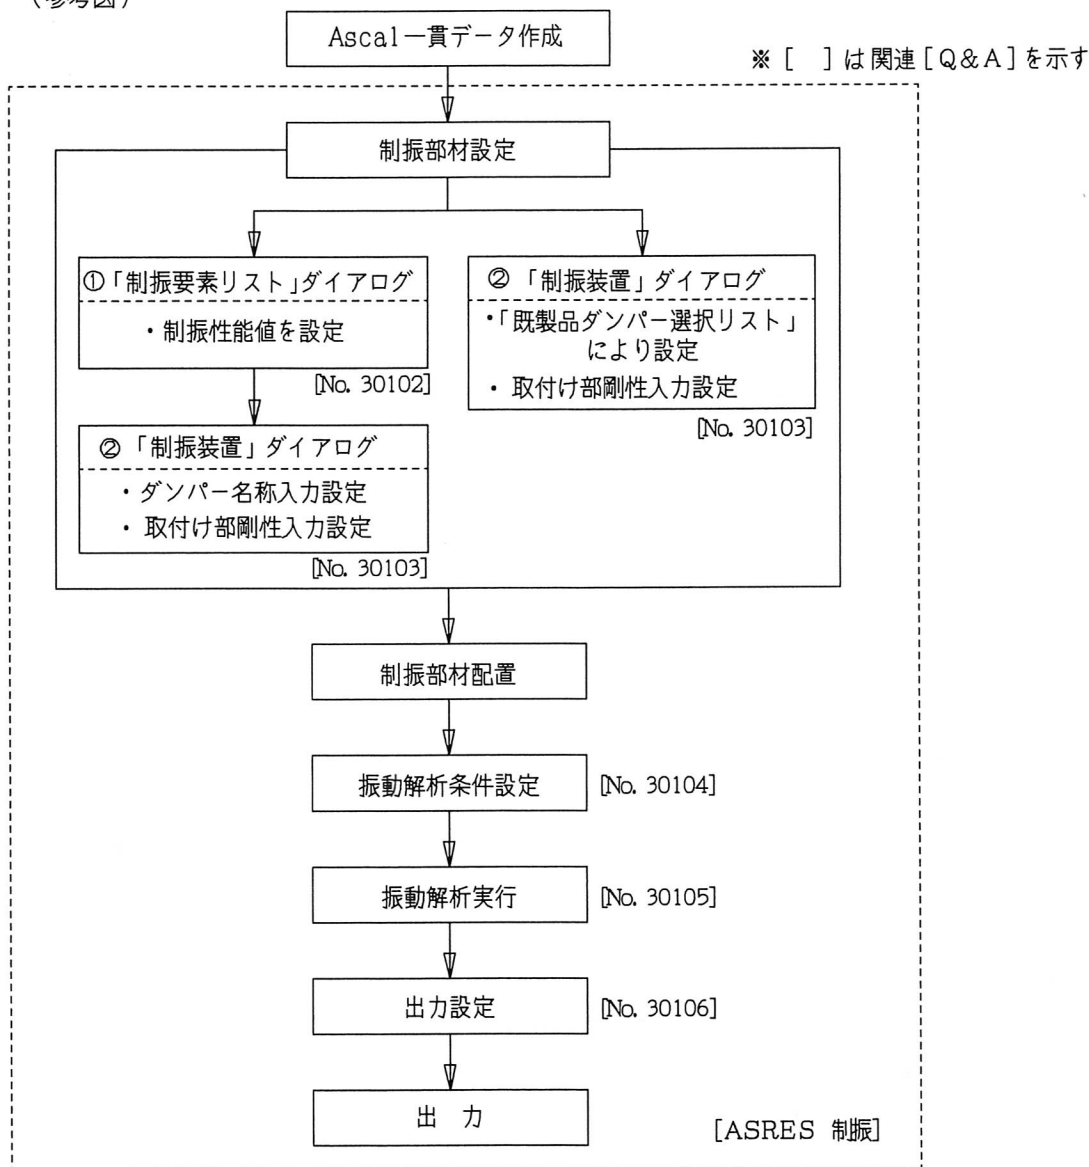 (参考図)
Ascal一貫データ作成
※ [ ] は関連 [Q&A] を示す
制振部材設定
①「制振要素リスト」ダイアログ
・制振性能値を設定
[No. 30102]
②「制振装置」ダイアログ
・ダンパー名称入力設定
・取付け部剛性入力設定
[No. 30103]
② 「制振装置」ダイアログ
・「既製品ダンパー選択リスト」
により設定
・取付け部剛性入力設定
[No. 30103]
制振部材配置
振動解析条件設定
[No. 30104]
振動解析実行
[No. 30105]
出力設定
[No. 30106]
出 力
[ASRES 制振]